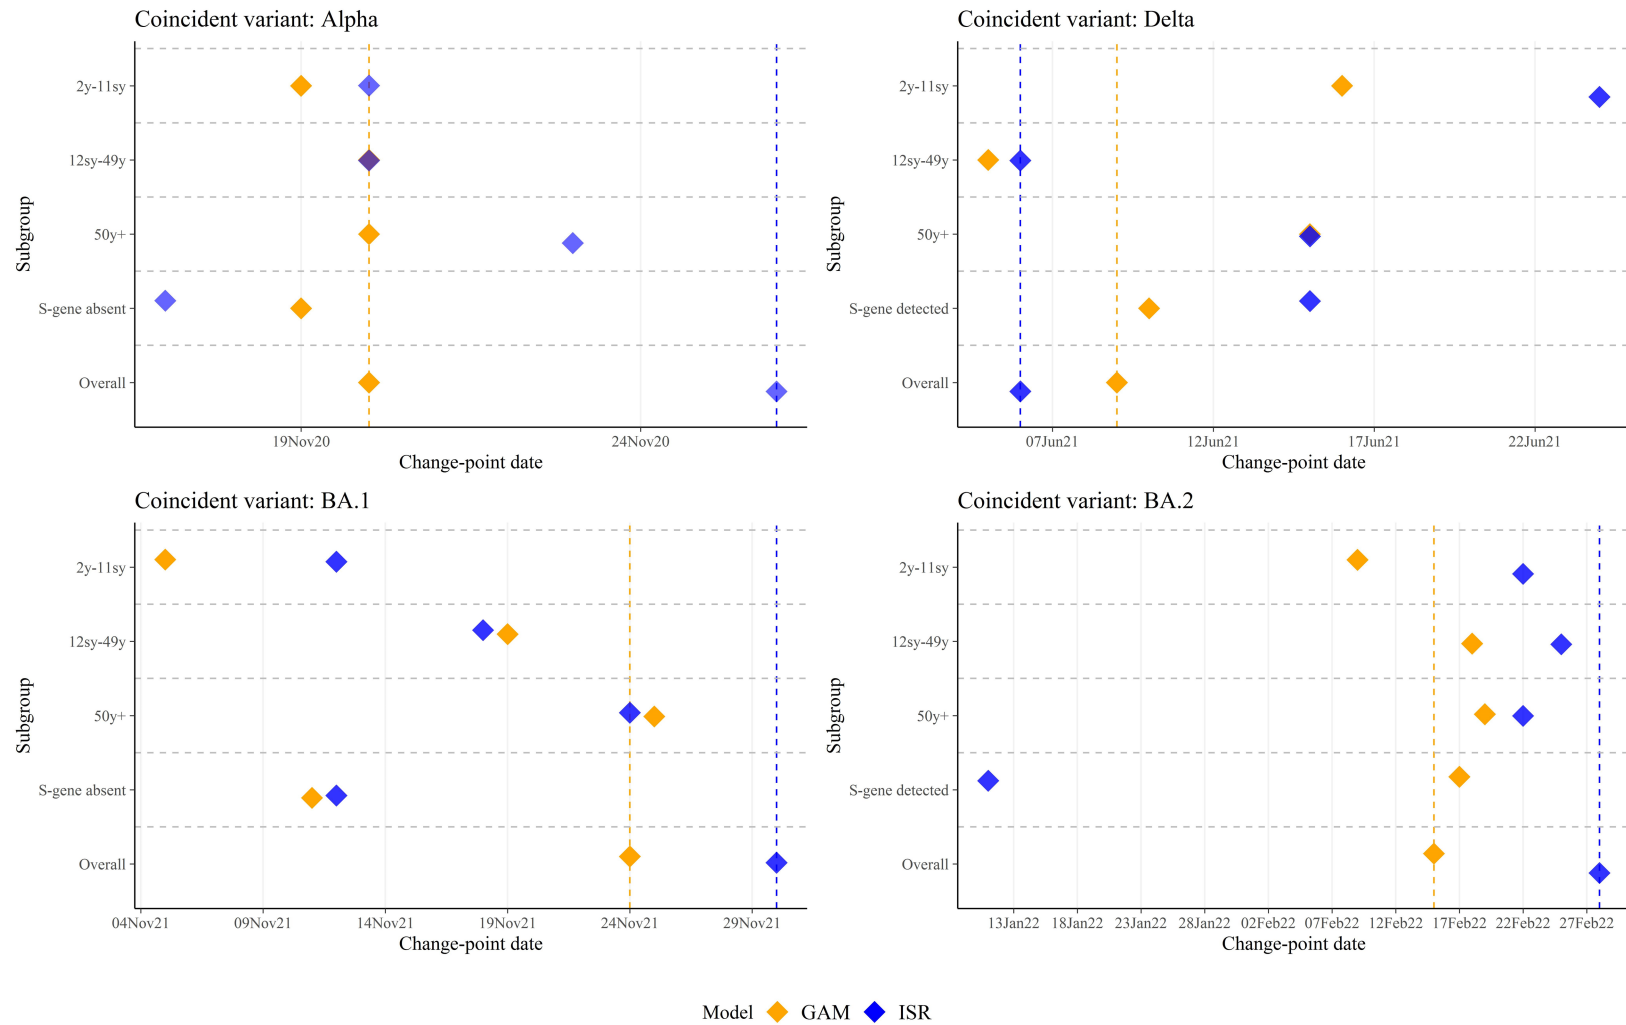 Coincident variant: Alpha
Subgroup
2y-11sy
12sy-49y
50y+
S-gene absent
Overall
19Nov20 24Nov20
Change-point date
Coincident variant: Delta
Subgroup
2y-11sy
12sy-49y
50y+
S-gene detected
Overall
07Jun21 12Jun21 17Jun21 22Jun21
Change-point date
Coincident variant: BA.1
Subgroup
2y-11sy
12sy-49y
50y+
S-gene absent
Overall
04Nov21 09Nov21 14Nov21 19Nov21 24Nov21 29Nov21
Change-point date
Coincident variant: BA.2
Subgroup
2y-11sy
12sy-49y
50y+
S-gene detected
Overall
13Jan22 18Jan22 23Jan22 28Jan22 02Feb22 07Feb22 12Feb22 17Feb22 22Feb22 27Feb22
Change-point date
Model GAM ISR